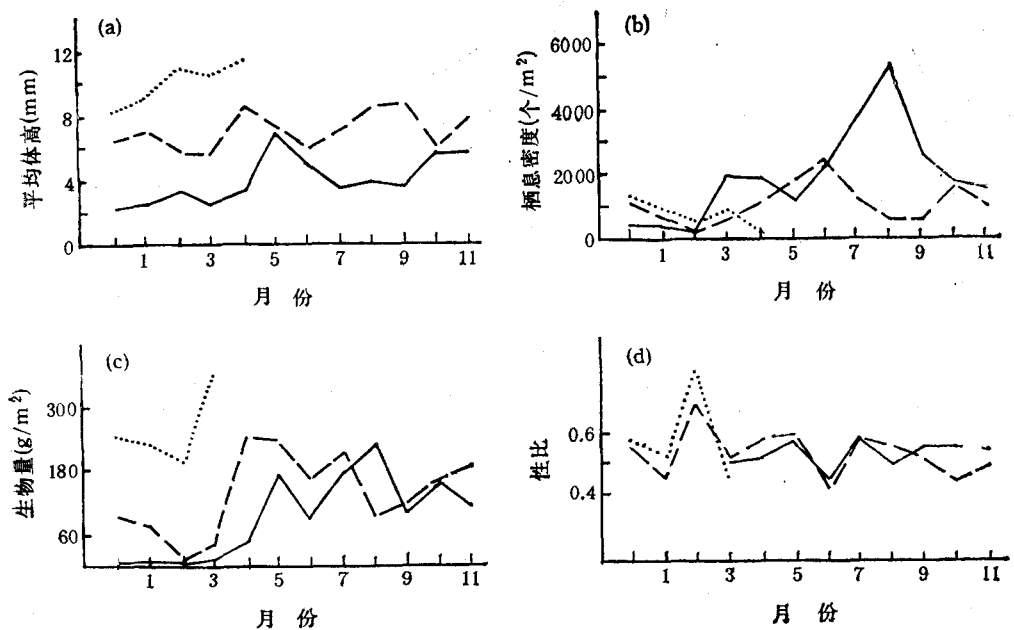 (a)
平均体高(mm)
12
8
4
0
1 3 5 7 9 11
月 份
(b)
栖息密度(个/m²)
6000
4000
2000
0
1 3 5 7 9 11
月 份
(c)
生物量(g/m²)
300
180
60
1 3 5 7 9 11
月 份
(d)
性比
0.6
0.4
1 3 5 7 9 11
月 份